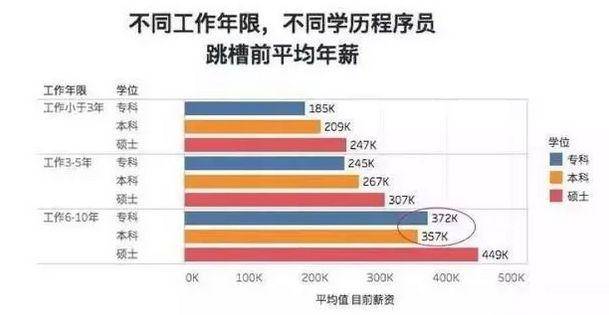 不同工作年限，不同学历程序员
跳槽前平均年薪
工作年限 学位
工作小于3年 专科 185K
本科 209K
硕士 247K
工作3-5年 专科 245K
本科 267K
硕士 307K
工作6-10年 专科 372K
本科 357K
硕士 449K
0K 100K 200K 300K 400K 500K
平均值 目前薪资
学位
专科
本科
硕士